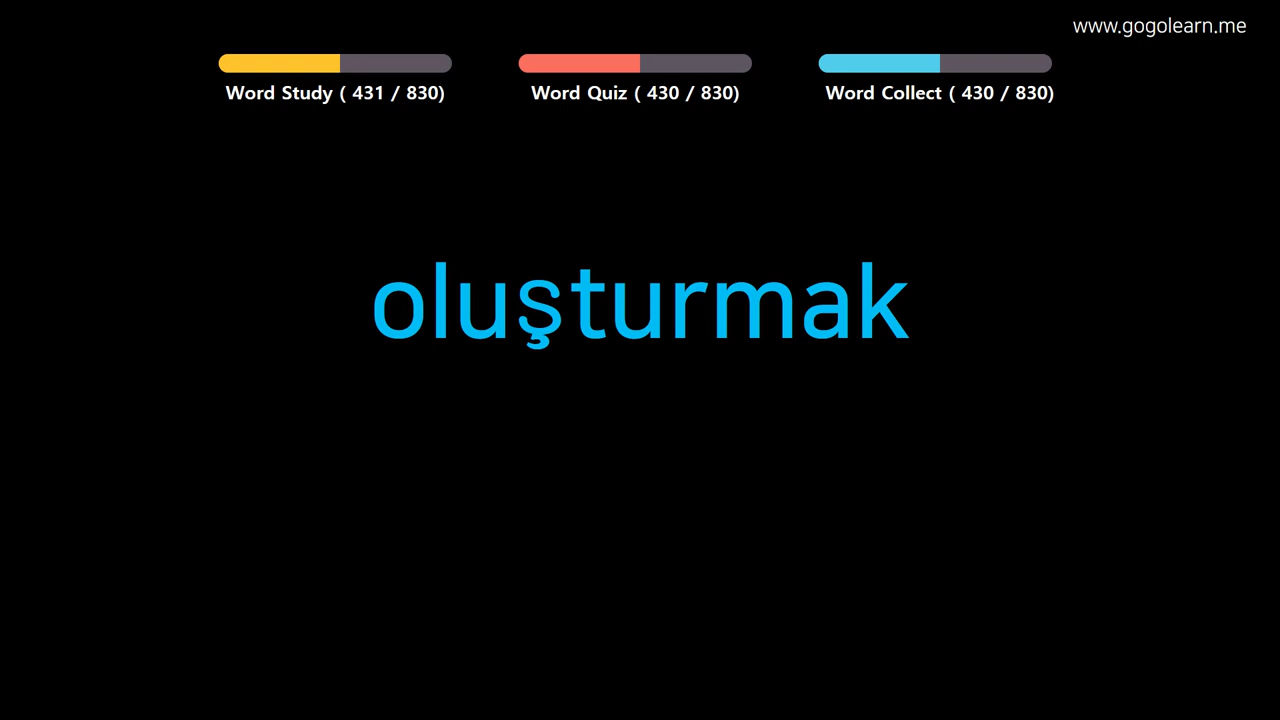 www.gogolearn.me
Word Study ( 431 / 830)
Word Quiz ( 430 / 830)
Word Collect ( 430 / 830)
oluşturmak